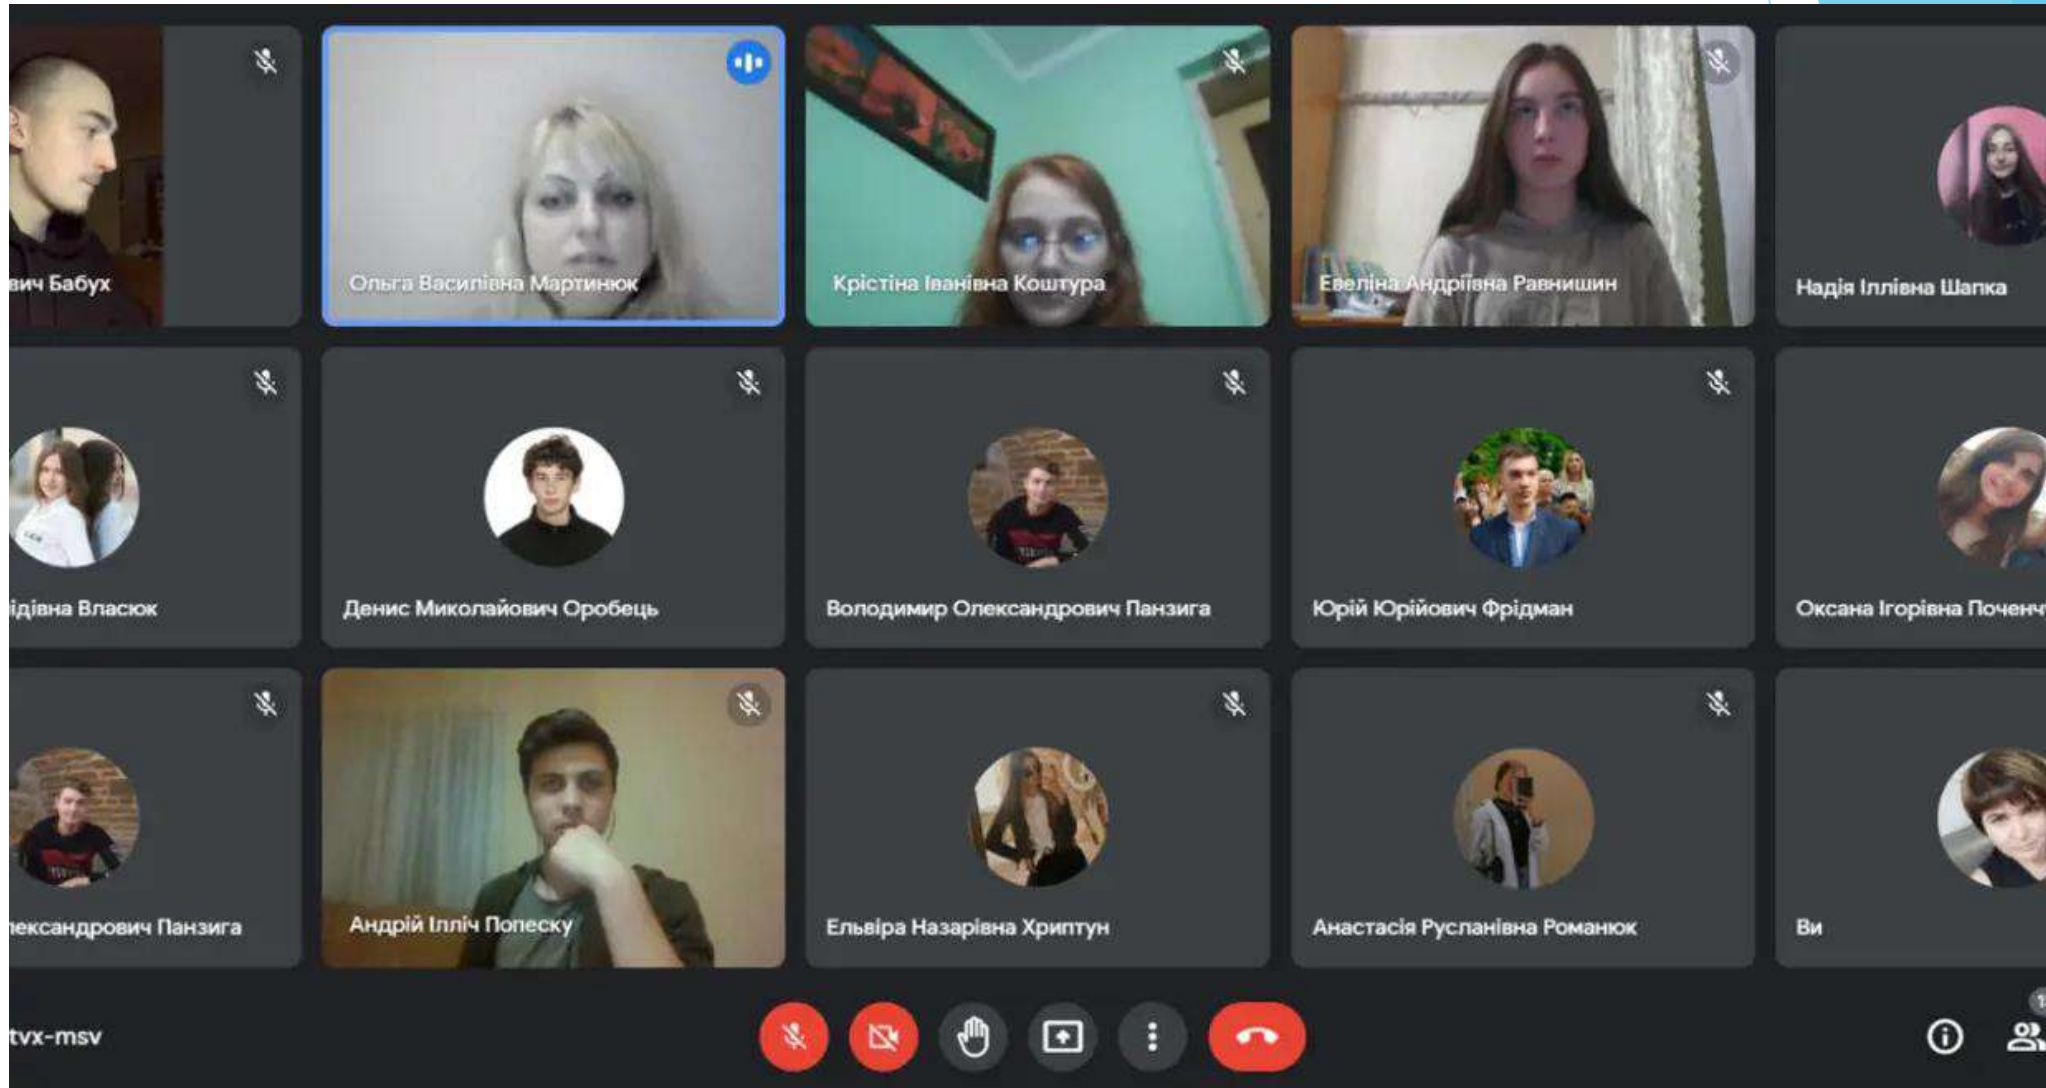 вич Бабух
Ольга Василівна Мартинюк
Крістіна Іванівна Коштура
Евеліна Андріївна Равнишин
Надія Іллівна Шапка
ідівна Власюк
Денис Миколайович Оробець
Володимир Олександрович Панзига
Юрій Юрійович Фрідман
Оксана Ігорівна Поченч
лександрович Панзига
Андрій Ілліч Попеску
Ельвіра Назарівна Хриптун
Анастасія Русланівна Романюк
Ви
tvx-msv